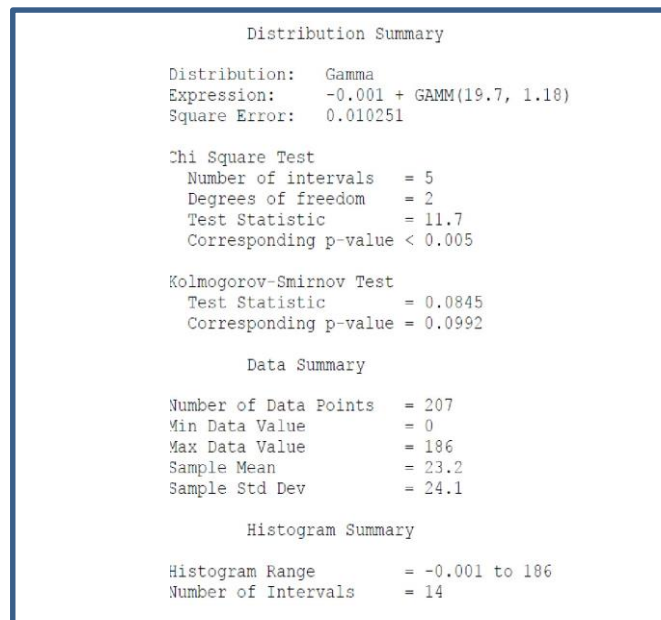 Distribution Summary
Distribution: Gamma
Expression: -0.001 + GAMM(19.7, 1.18)
Square Error: 0.010251
Chi Square Test
Number of intervals = 5
Degrees of freedom = 2
Test Statistic = 11.7
Corresponding p-value < 0.005
Kolmogorov-Smirnov Test
Test Statistic = 0.0845
Corresponding p-value = 0.0992
Data Summary
Number of Data Points = 207
Min Data Value = 0
Max Data Value = 186
Sample Mean = 23.2
Sample Std Dev = 24.1
Histogram Summary
Histogram Range = -0.001 to 186
Number of Intervals = 14